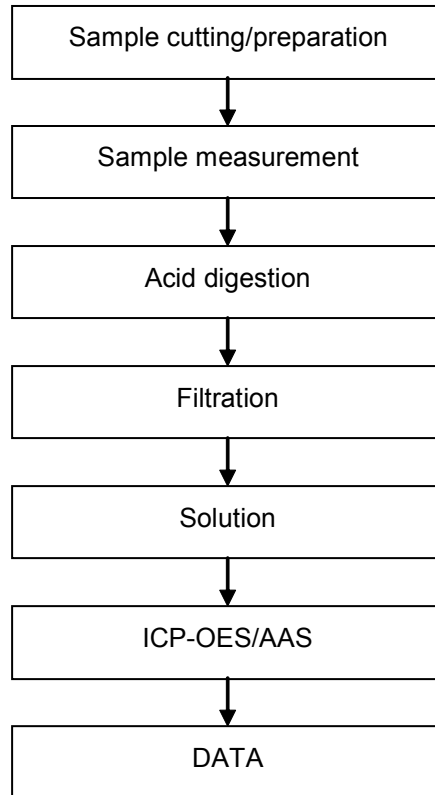 Sample cutting/preparation
Sample measurement
Acid digestion
Filtration
Solution
ICP-OES/AAS
DATA